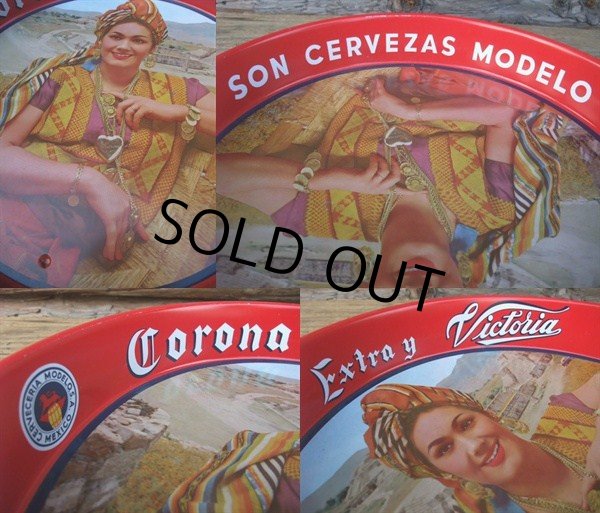 SON CERVEZAS MODELO
SOLD OUT
Corona
Extra y Victoria
CERVECERIA MODELO S.A.
MEXICO